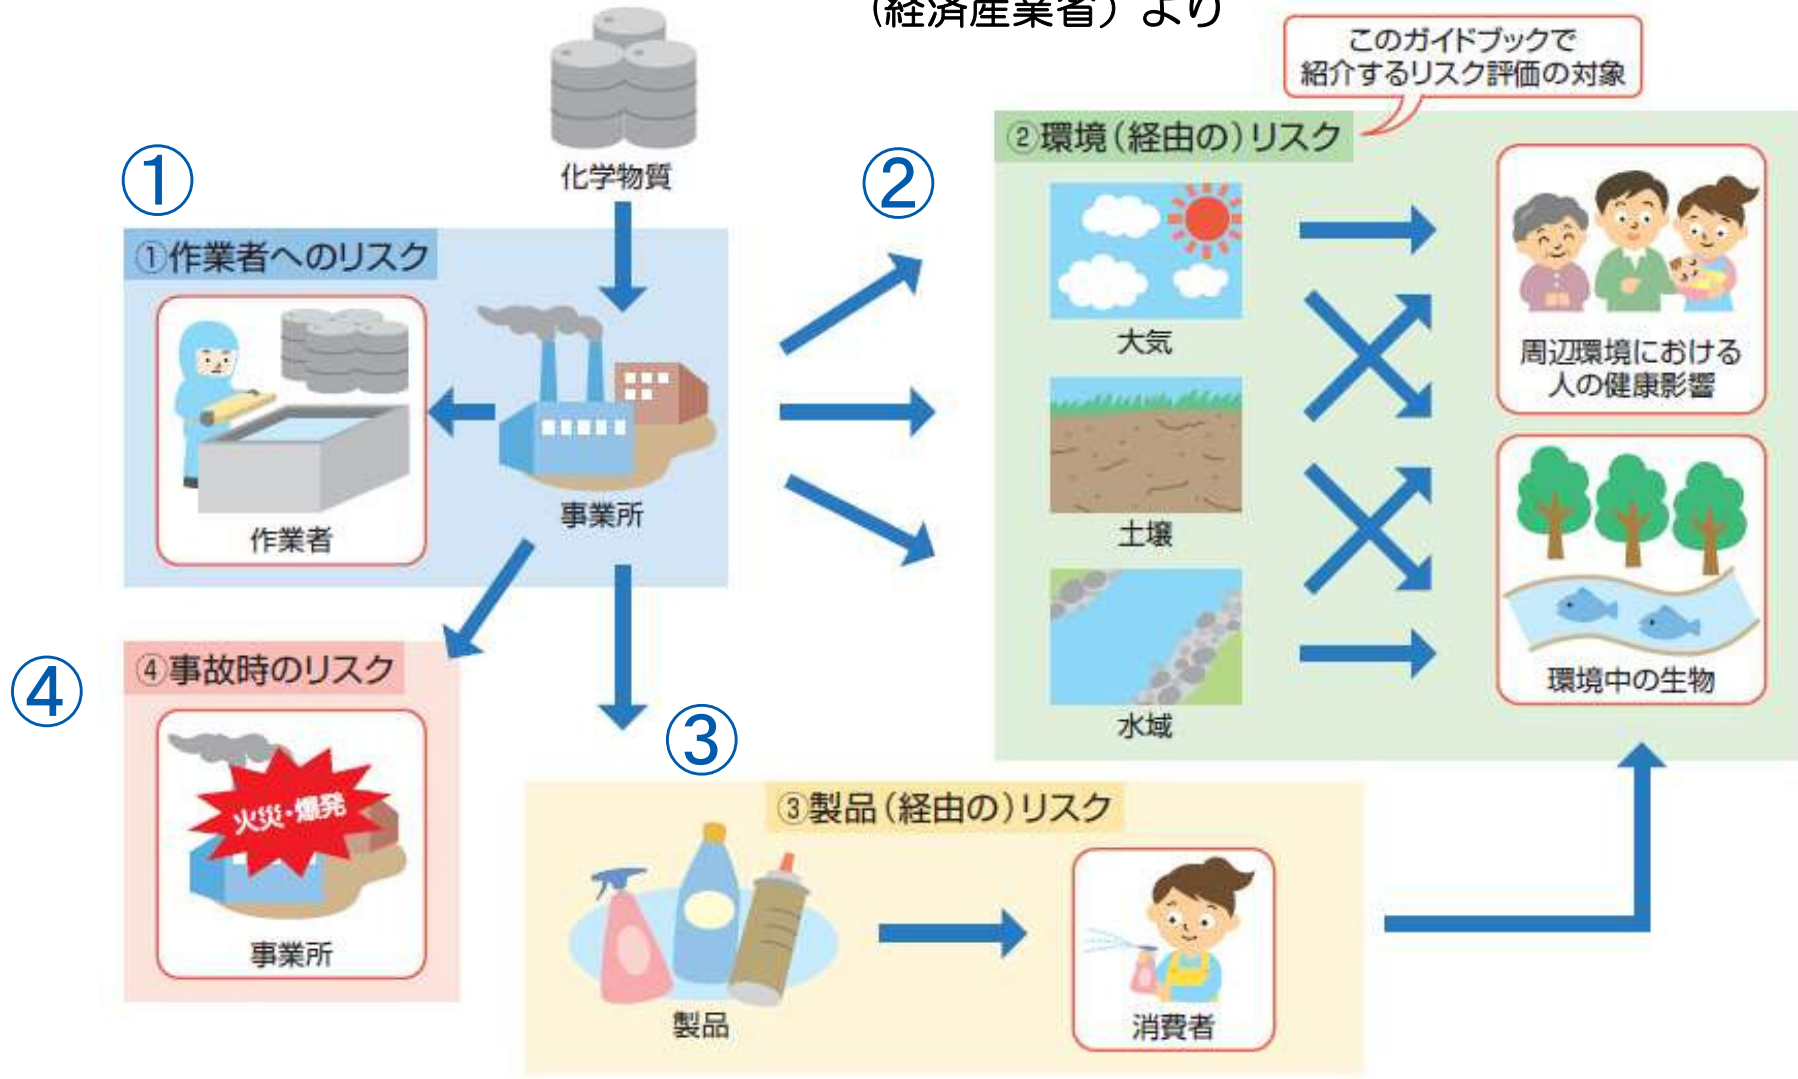 （経済産業省）より
このガイドブックで
紹介するリスク評価の対象
化学物質
①
①作業者へのリスク
作業者
事業所
②
②環境（経由の）リスク
大気
土壌
水域
周辺環境における
人の健康影響
環境中の生物
④
④事故時のリスク
火災・爆発
事業所
③
③製品（経由の）リスク
製品
消費者